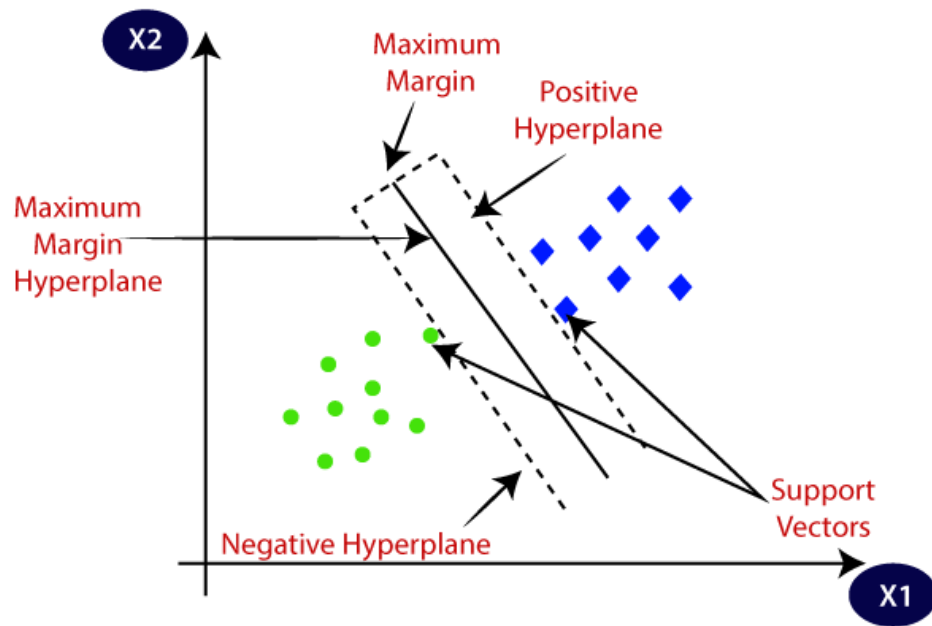 X2
Maximum
Margin
Positive
Hyperplane
Maximum
Margin
Hyperplane
Support
Vectors
Negative Hyperplane
X1